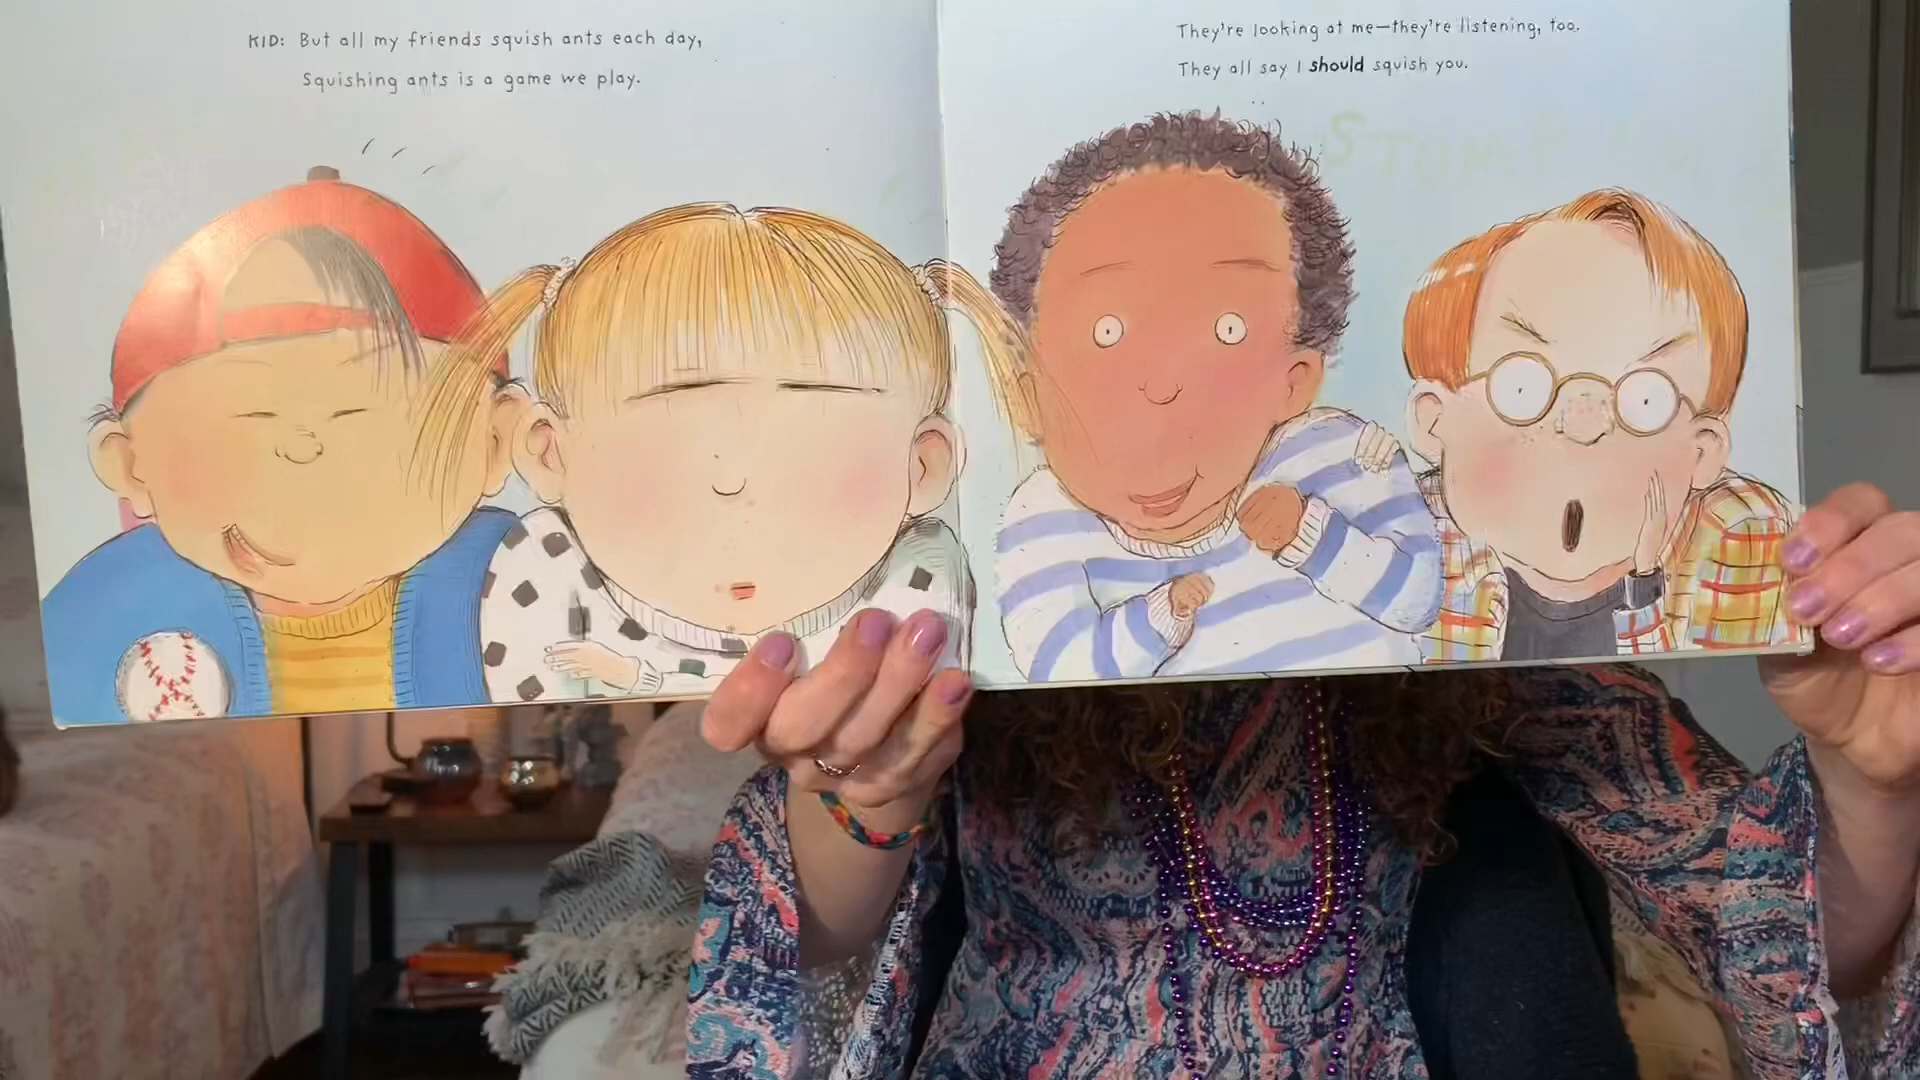 KID: But all my friends squish ants each day,
Squishing ants is a game we play.
They're looking at me—they're listening, too.
They all say I should squish you.